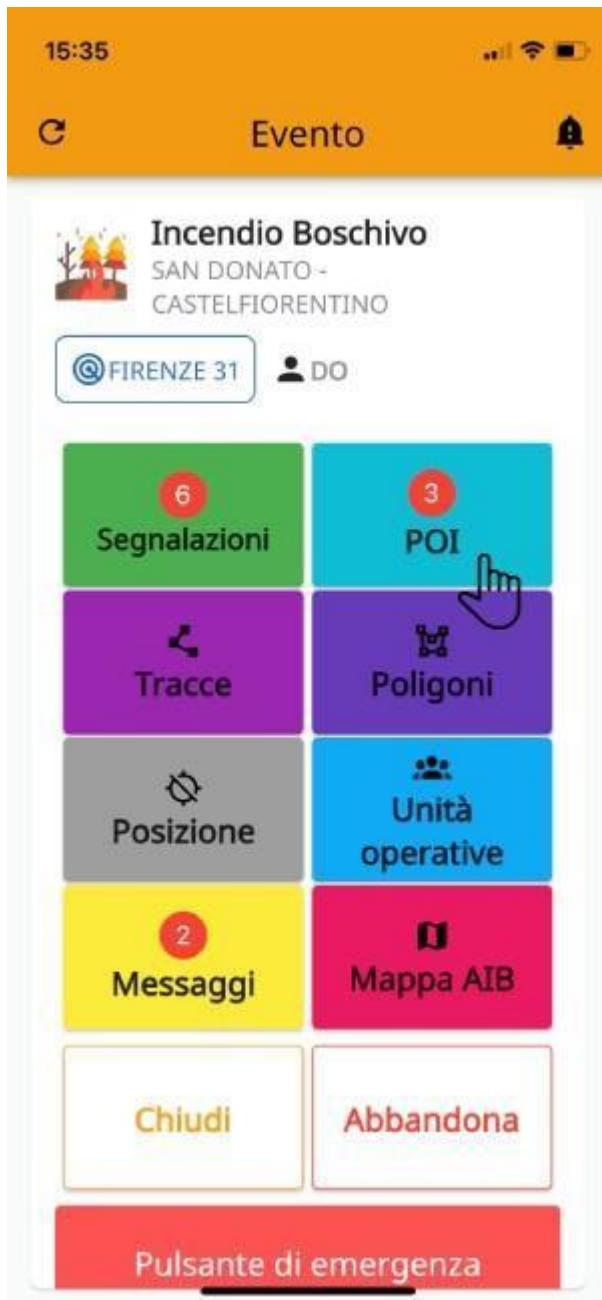 15:35
Evento
Incendio Boschivo
SAN DONATO -
CASTELFIORENTINO
FIRENZE 31 DO
6 3
Segnalazioni POI
Tracce Poligoni
Posizione Unità
operative
2
Messaggi Mappa AIB
Chiudi Abbandona
Pulsante di emergenza